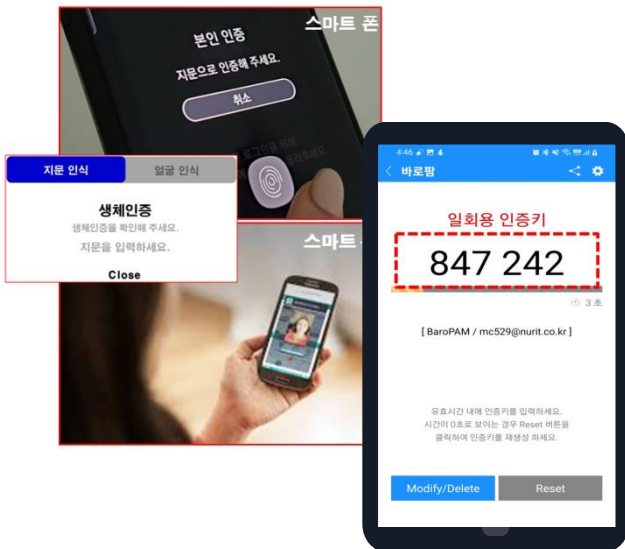 스마트 폰
본인 인증
지문으로 인증해 주세요.
취소
지문 인식
얼굴 인식
생체인증
생체인증을 확인해 주세요.
지문을 입력하세요.
Close
스마트
4:46
바로팜
일회용 인증키
847 242
3 초
[ BaroPAM / mc529@nurit.co.kr ]
유효시간 내에 인증키를 입력하세요.
시간이 0초로 보이는 경우 Reset 버튼을
클릭하여 인증키를 재생성 하세요.
Modify/Delete
Reset